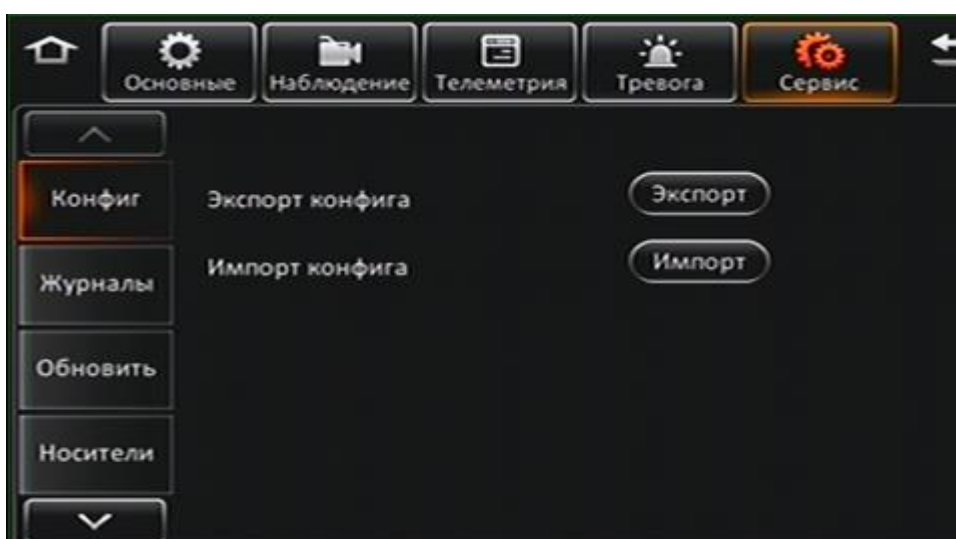 Основные Наблюдение Телеметрия Тревога Сервис
Конфиг
Экспорт конфига Экспорт
Импорт конфига Импорт
Журналы
Обновить
Носители